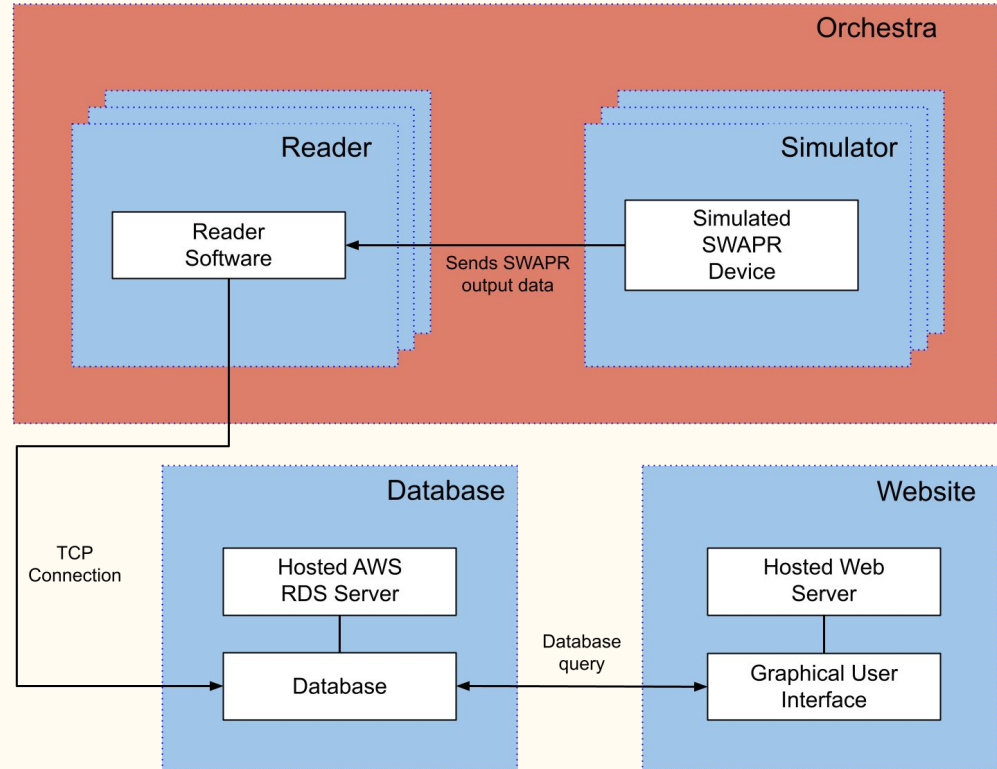 Orchestra
Reader
Simulator
Reader
Software
Sends SWAPR
output data
Simulated
SWAPR
Device
TCP
Connection
Database
Hosted AWS
RDS Server
Database
Database
query
Website
Hosted Web
Server
Graphical User
Interface